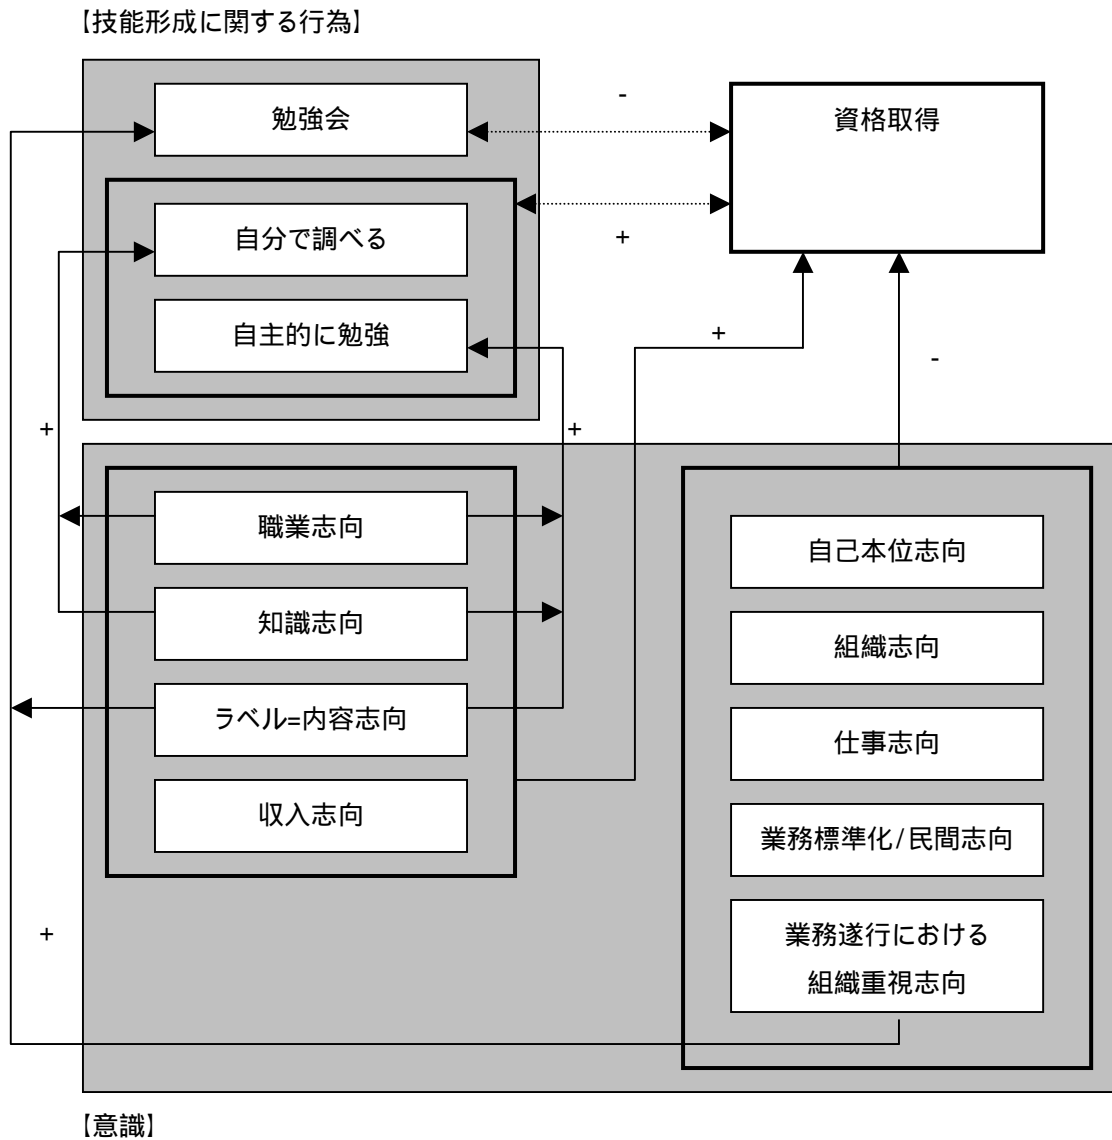 【技能形成に関する行為】
勉強会
-
資格取得
自分で調べる
+
自主的に勉強
+
-
+
+
職業志向
自己本位志向
知識志向
組織志向
ラベル=内容志向
仕事志向
収入志向
業務標準化/民間志向
+
業務遂行における
組織重視志向
【意識】